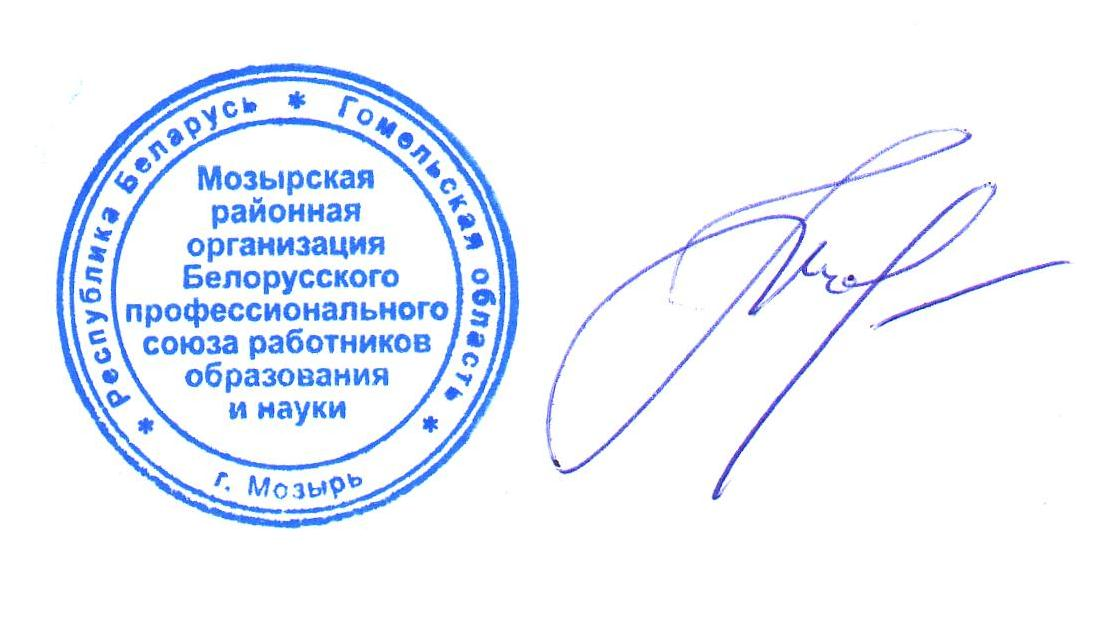 Республика Беларусь * Гомельская область *
Мозырская
районная
организация
Белорусского
профессионального
союза работников
образования
и науки
* г. Мозырь